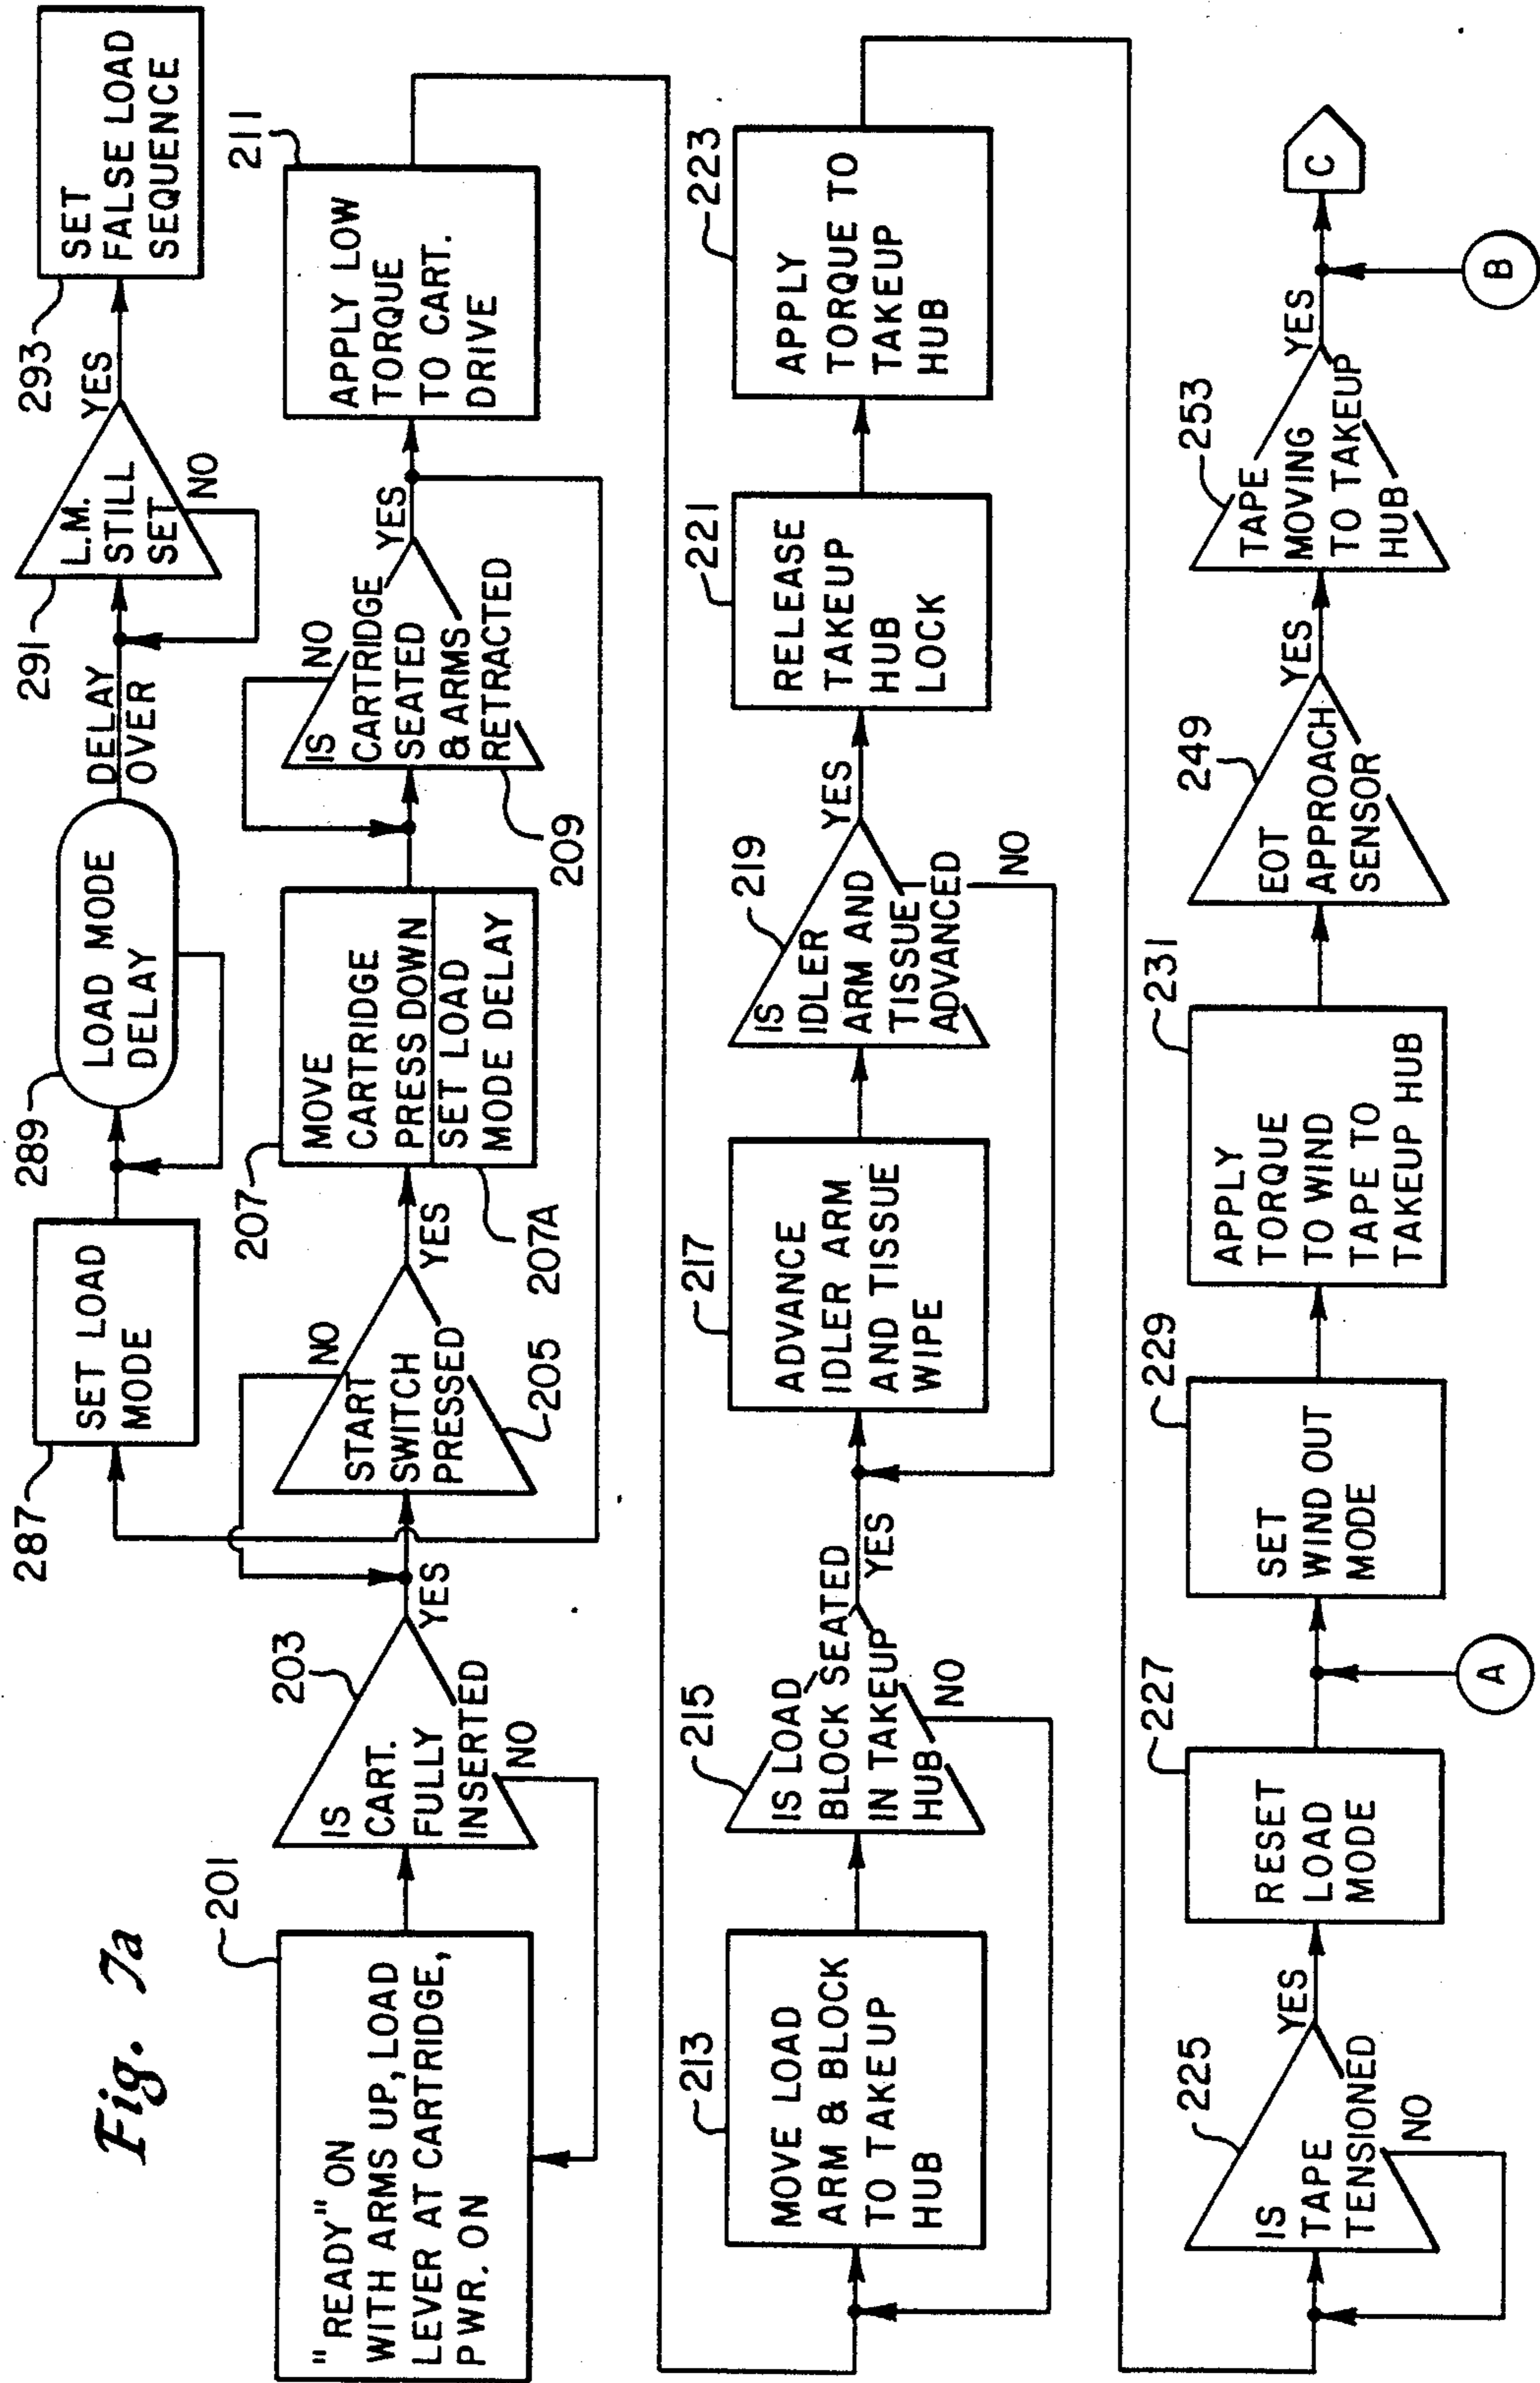 Fig. 7a
287
SET LOAD
MODE
289
LOAD MODE
DELAY
DELAY
OVER
291
L.M.
STILL
SET
YES
NO
293
SET
FALSE LOAD
SEQUENCE
201
"READY" ON
WITH ARMS UP, LOAD
LEVER AT CARTRIDGE,
PWR. ON
203
IS
CART.
FULLY
INSERTED
YES
NO
205
START
SWITCH
PRESSED
NO
YES
207
MOVE
CARTRIDGE
PRESS DOWN
SET LOAD
MODE DELAY
207A
209
IS
CARTRIDGE
SEATED
& ARMS
RETRACTED
NO
YES
211
APPLY LOW
TORQUE
TO CART.
DRIVE
213
MOVE LOAD
ARM & BLOCK
TO TAKE UP
HUB
215
IS LOAD
BLOCK SEATED
IN TAKEUP
HUB
YES
NO
217
ADVANCE
IDLER ARM
AND TISSUE
WIPE
219
IS
IDLER
ARM AND
TISSUE
ADVANCED
YES
NO
221
RELEASE
TAKEUP
HUB
LOCK
223
APPLY
TORQUE TO
TAKEUP
HUB
225
IS
TAPE
TENSIONED
YES
NO
227
RESET
LOAD
MODE
A
229
SET
WIND OUT
MODE
231
APPLY
TORQUE
TO WIND
TAPE TO
TAKEUP HUB
249
EOT
APPROACH
SENSOR
YES
253
TAPE
MOVING
TO TAKEUP
HUB
YES
B
C